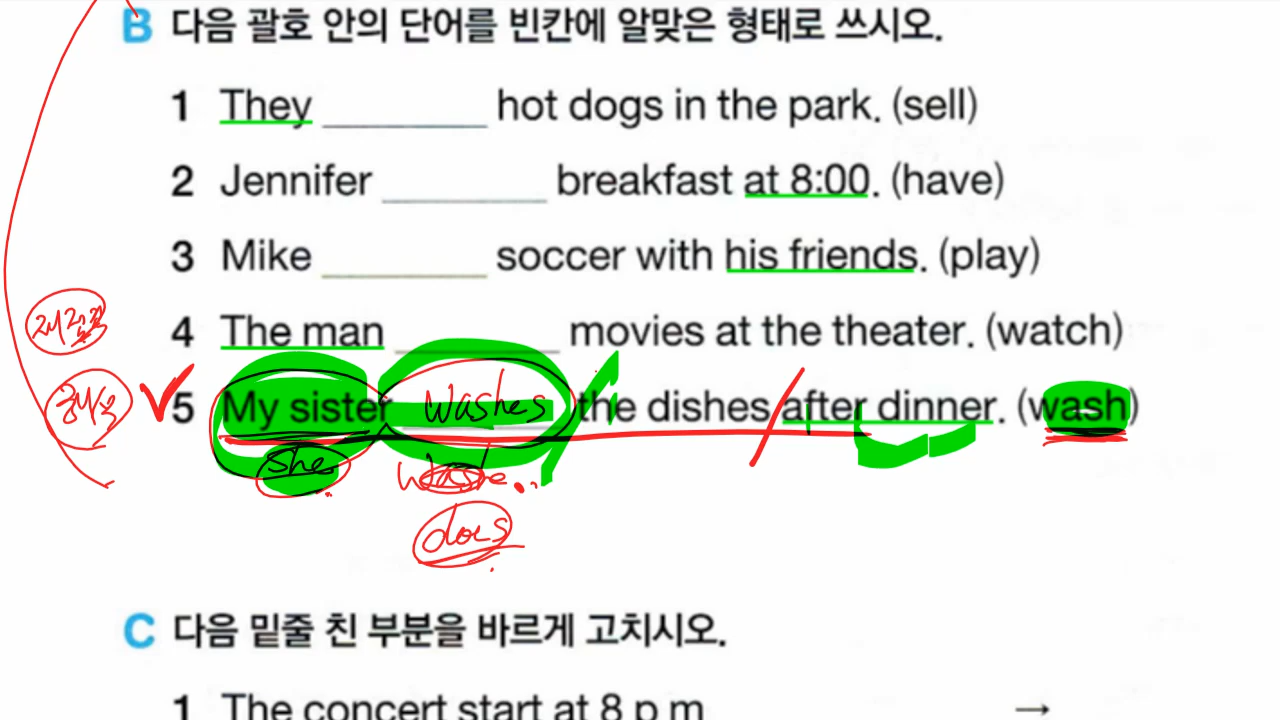 B 다음 괄호 안의 단어를 빈칸에 알맞은 형태로 쓰시오.
1 They ________ hot dogs in the park. (sell)
2 Jennifer ________ breakfast at 8:00. (have)
3 Mike ________ soccer with his friends. (play)
4 The man ________ movies at the theater. (watch)
5 My sister washes the dishes after dinner. (wash)
she
does
C 다음 밑줄 친 부분을 바르게 고치시오.
1 The concert start at 8 p m →